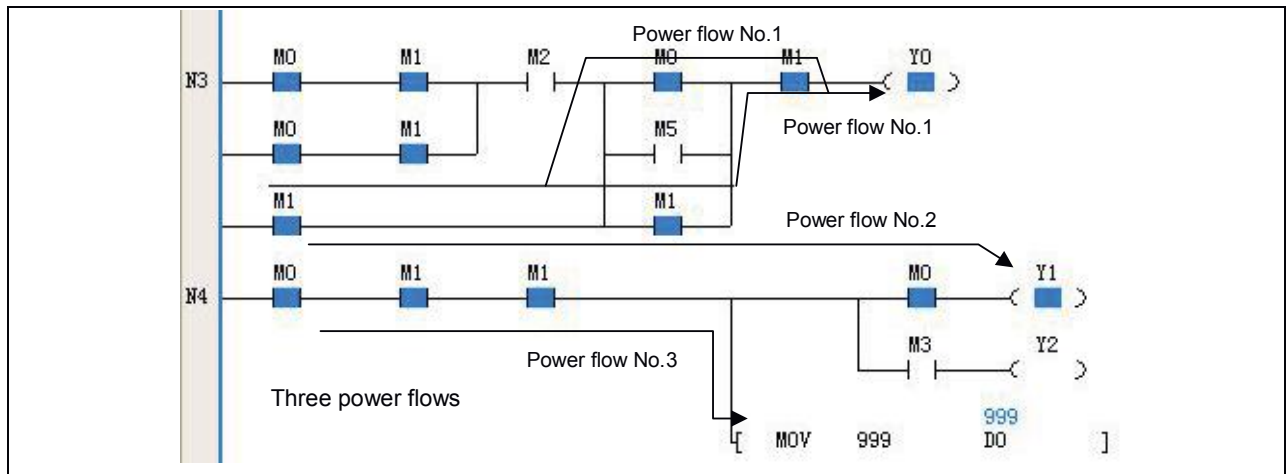 Power flow No.1
M0 M1 M2 M0 M1 Y0
N3
M0 M1 M5 Power flow No.1
M1 M1
Power flow No.2
M0 M1 M1 M0 Y1
N4
M3 Y2
Power flow No.3
Three power flows
999
[ MOV 999 D0 ]